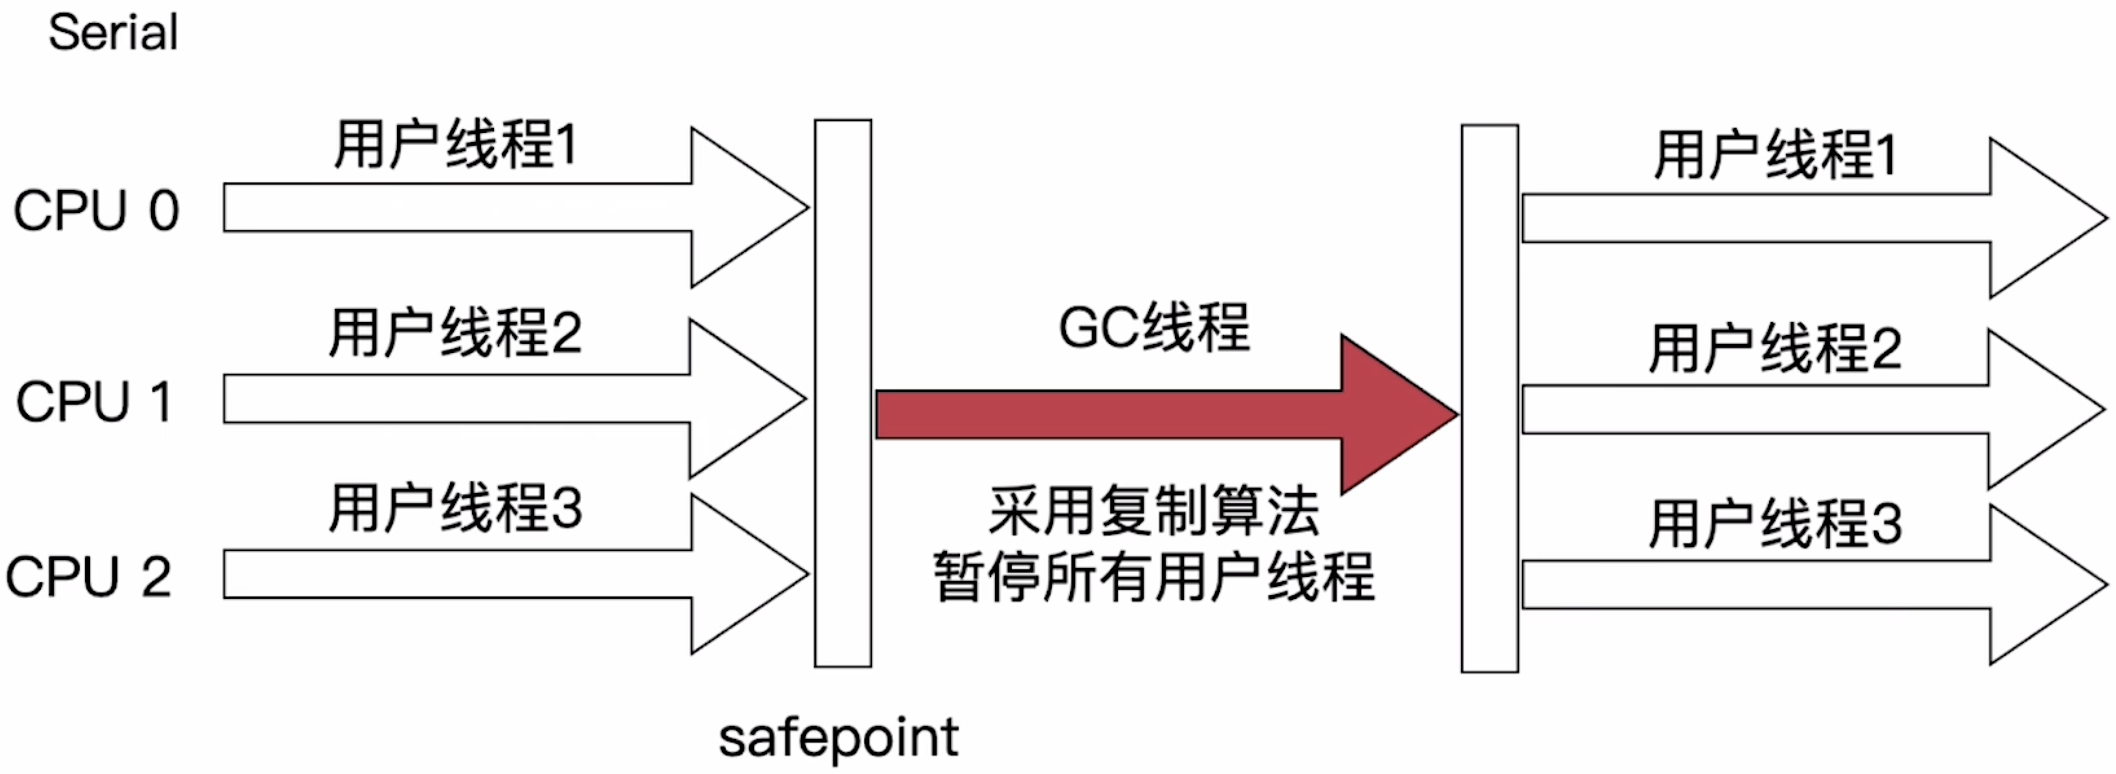 Serial
用户线程1
用户线程1
CPU 0
GC线程
用户线程2
用户线程2
CPU 1
用户线程3
采用复制算法
暂停所有用户线程
用户线程3
CPU 2
safepoint